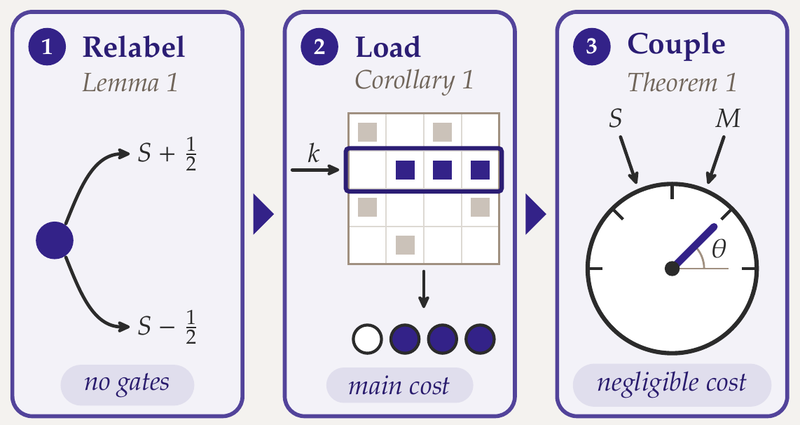 1 Relabel
Lemma 1
S + 1/2
S − 1/2
no gates
2 Load
Corollary 1
k
main cost
3 Couple
Theorem 1
S M
θ
negligible cost